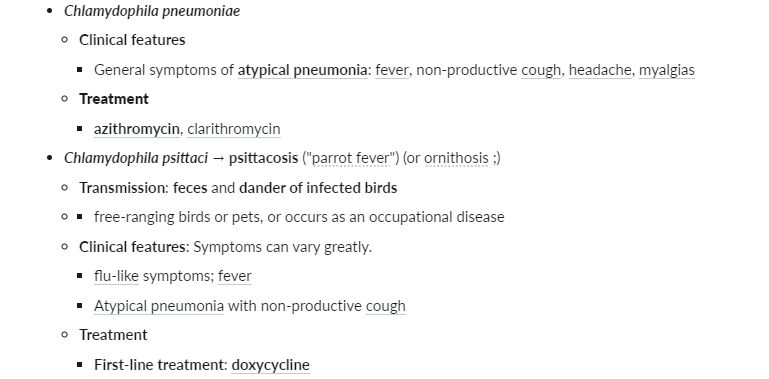 Chlamydophila pneumoniae
Clinical features
General symptoms of atypical pneumonia: fever, non-productive cough, headache, myalgias
Treatment
azithromycin, clarithromycin
Chlamydophila psittaci → psittacosis ("parrot fever") (or ornithosis ;)
Transmission: feces and dander of infected birds
free-ranging birds or pets, or occurs as an occupational disease
Clinical features: Symptoms can vary greatly.
flu-like symptoms; fever
Atypical pneumonia with non-productive cough
Treatment
First-line treatment: doxycycline